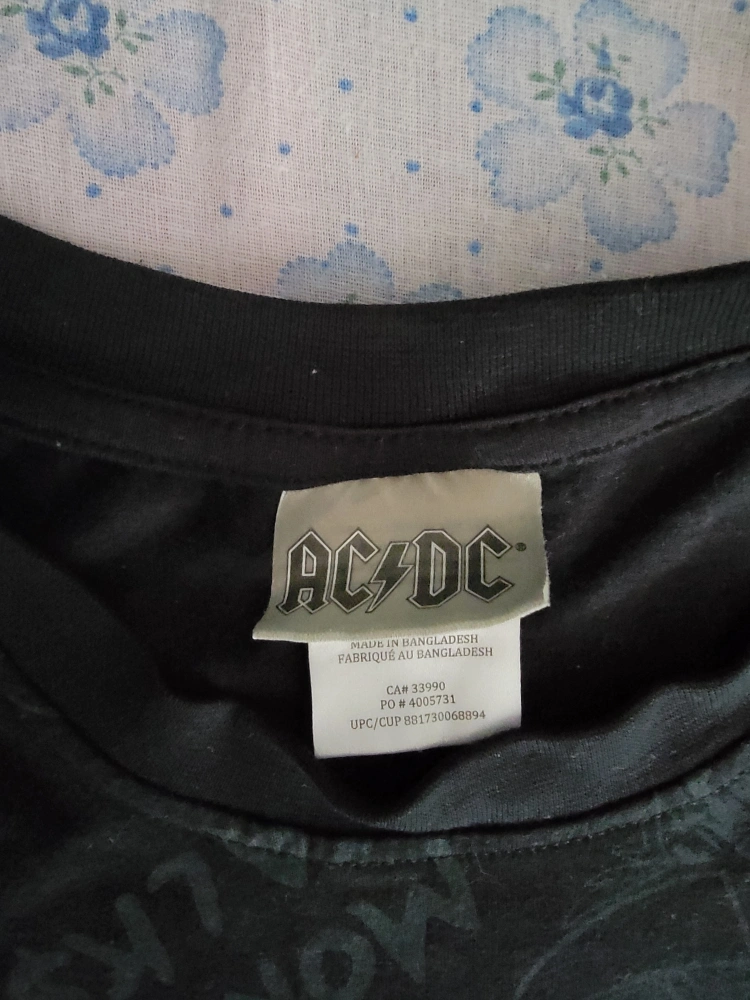 AC⚡DC®
MADE IN BANGLADESH
FABRIQUÉ AU BANGLADESH
CA# 33990
PO # 4005731
UPC/CUP 881730068894